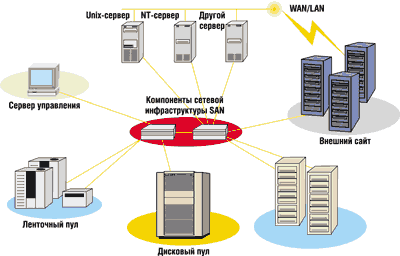 Unix-сервер
NT-сервер
Другой
сервер
WAN/LAN
Сервер управления
Компоненты сетевой
инфраструктуры SAN
Внешний сайт
Ленточный пул
Дисковый пул